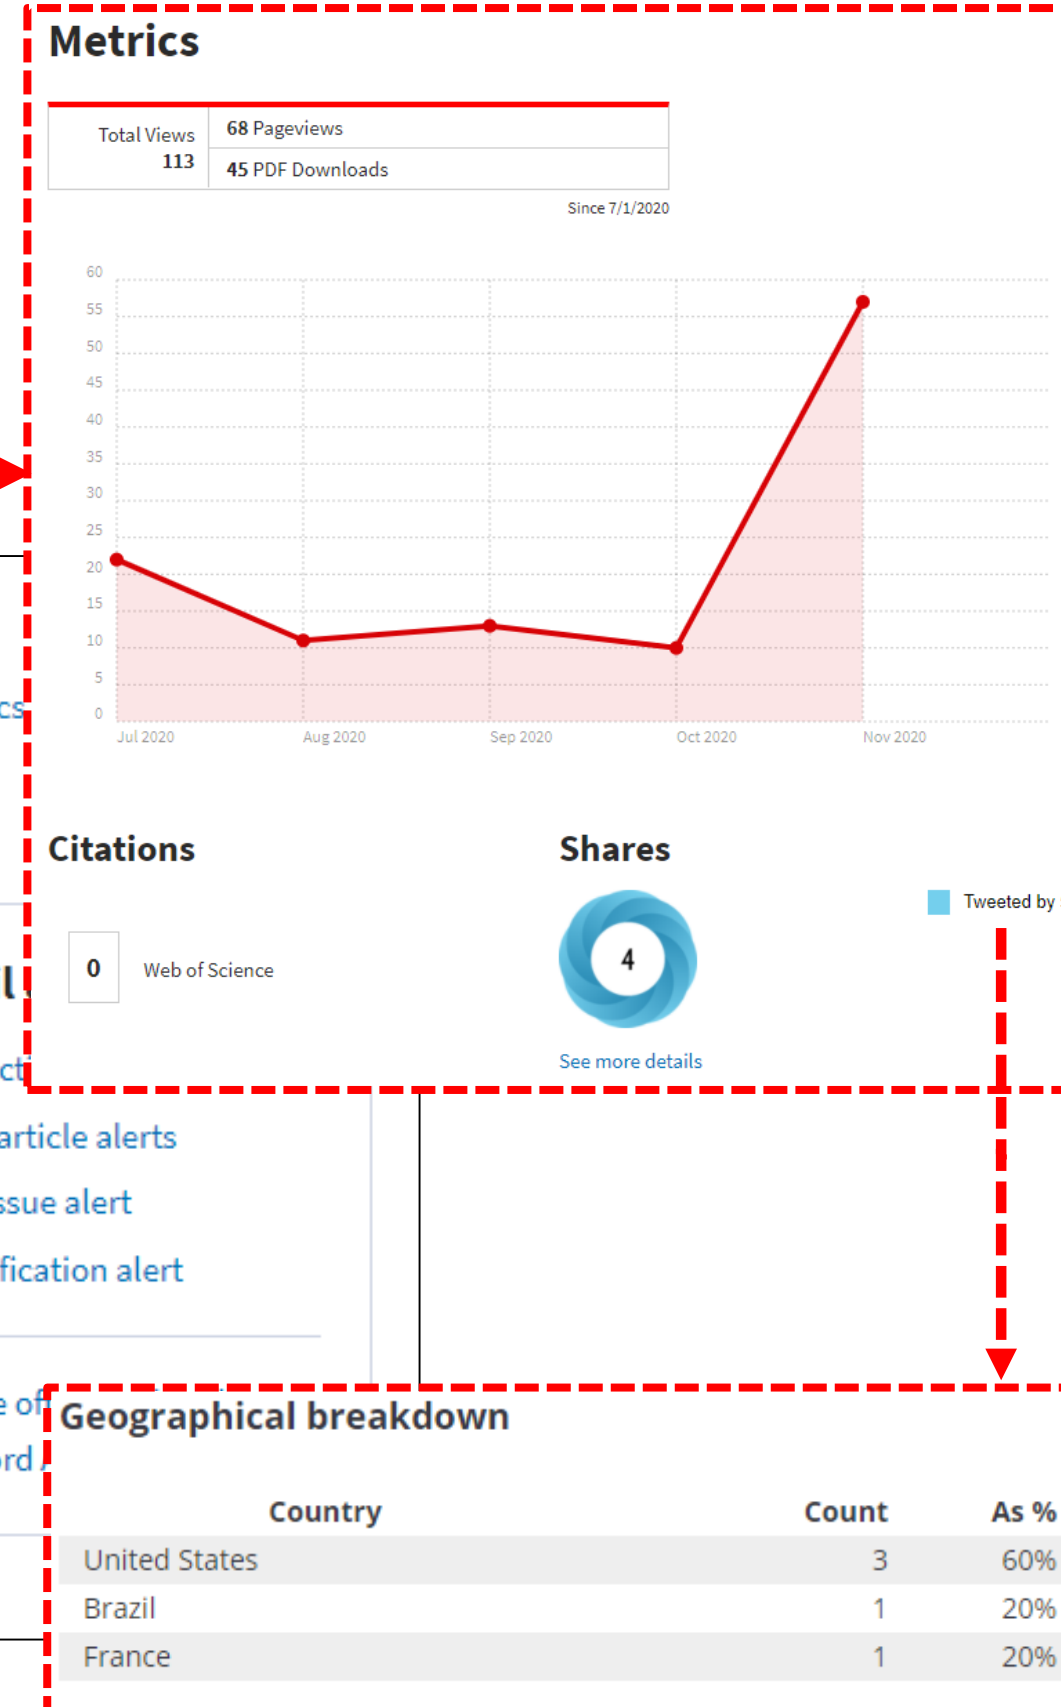 Metrics
Total Views
113
68 Pageviews
45 PDF Downloads
Since 7/1/2020
60
55
50
45
40
35
30
25
20
15
10
5
0
Jul 2020 Aug 2020 Sep 2020 Oct 2020 Nov 2020
cs
Citations
0 Web of Science
Shares
4
See more details
Tweeted by
article alerts
ssue alert
fication alert
e of
Geographical breakdown
Country Count As %
United States 3 60%
Brazil 1 20%
France 1 20%